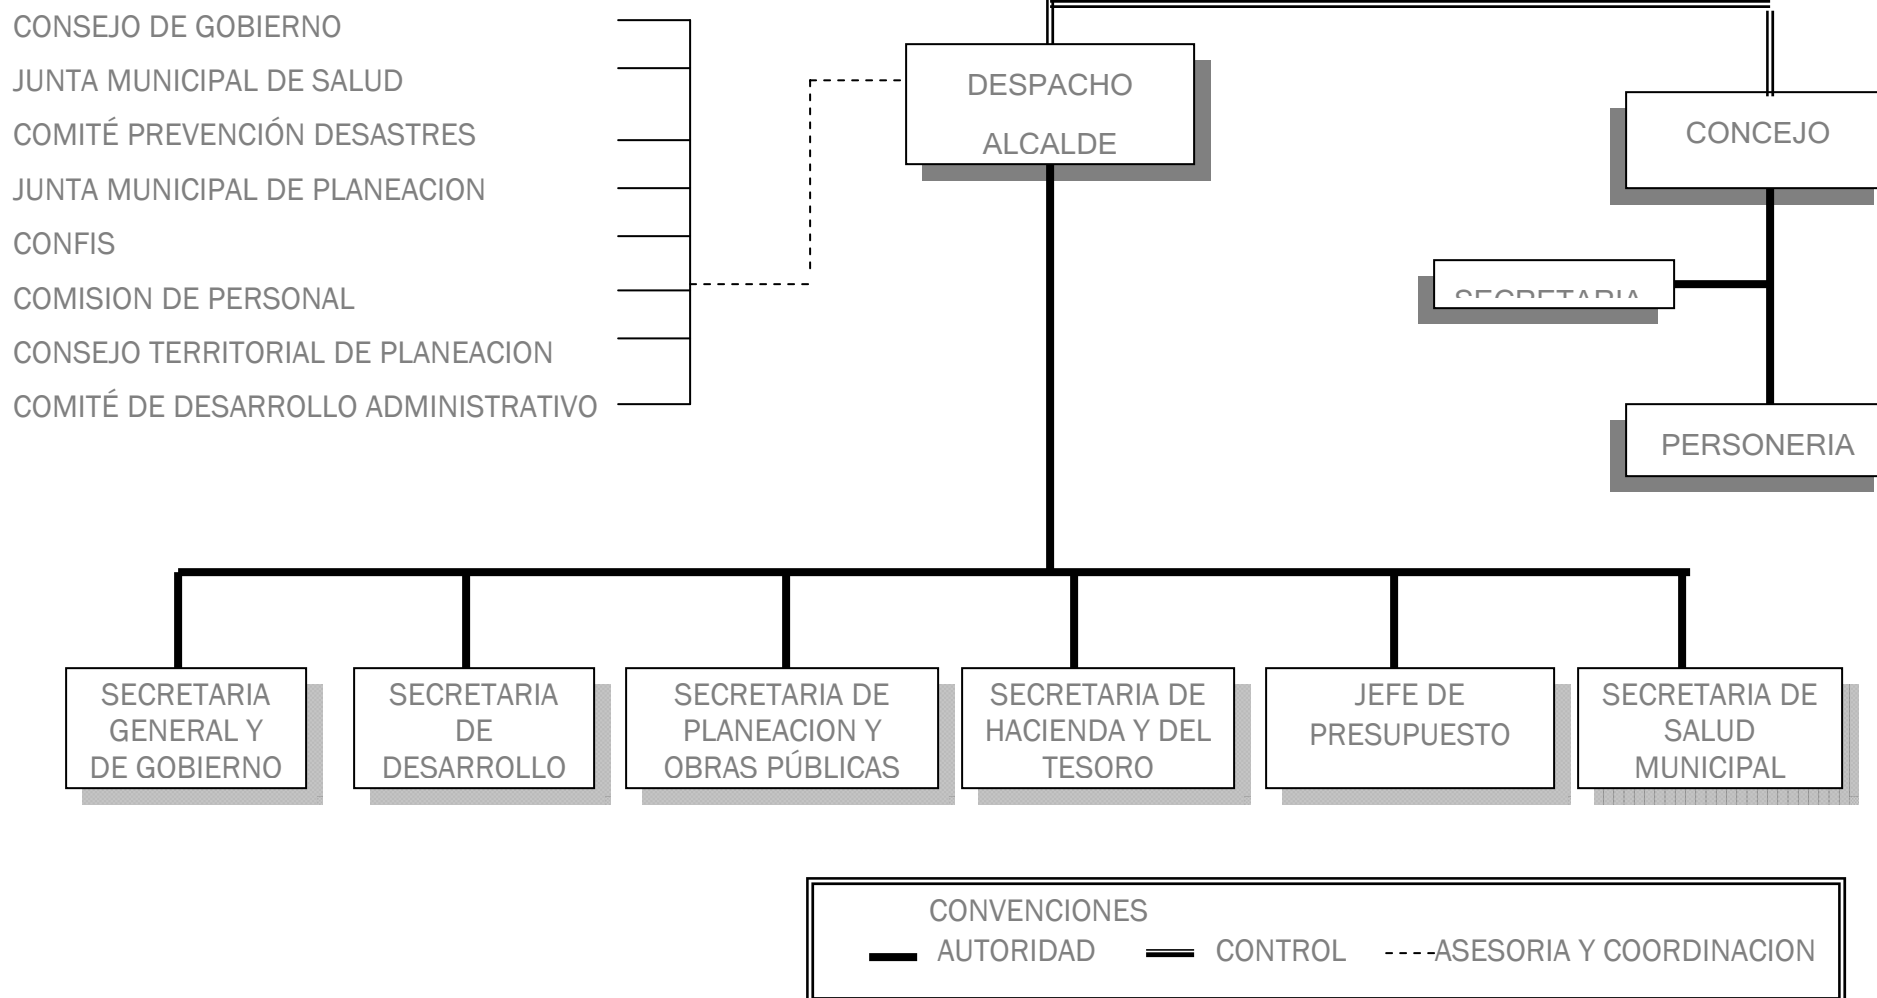 CONSEJO DE GOBIERNO
JUNTA MUNICIPAL DE SALUD
COMITÉ PREVENCIÓN DESASTRES
JUNTA MUNICIPAL DE PLANEACION
CONFIS
COMISION DE PERSONAL
CONSEJO TERRITORIAL DE PLANEACION
COMITÉ DE DESARROLLO ADMINISTRATIVO
DESPACHO
ALCALDE
CONCEJO
SECRETARIA
PERSONERIA
SECRETARIA
GENERAL Y
DE GOBIERNO
SECRETARIA
DE
DESARROLLO
SECRETARIA DE
PLANEACION Y
OBRAS PÚBLICAS
SECRETARIA DE
HACIENDA Y DEL
TESORO
JEFE DE
PRESUPUESTO
SECRETARIA DE
SALUD
MUNICIPAL
CONVENCIONES
AUTORIDAD CONTROL ASESORIA Y COORDINACION